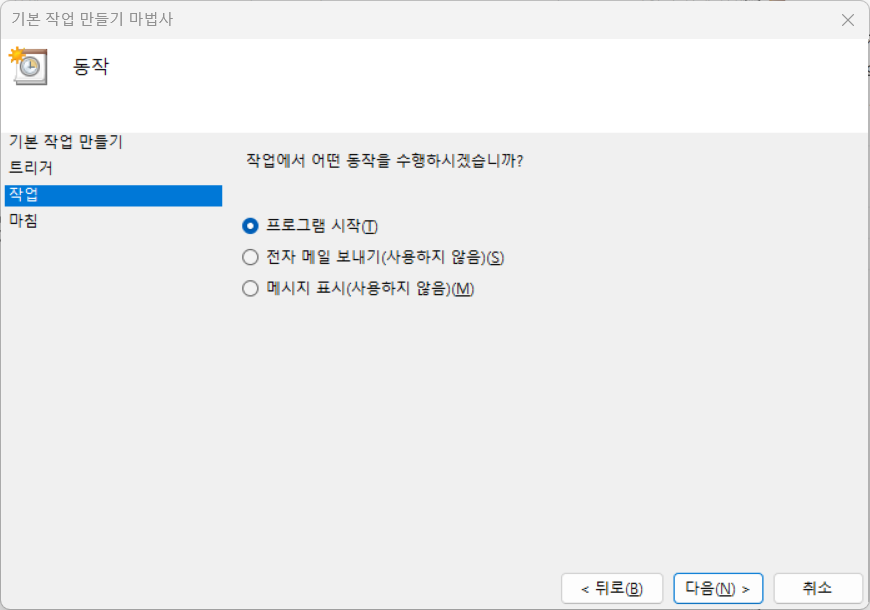 기본 작업 만들기 마법사
동작
기본 작업 만들기
트리거
작업
마침
작업에서 어떤 동작을 수행하시겠습니까?
프로그램 시작(T)
전자 메일 보내기(사용하지 않음)(S)
메시지 표시(사용하지 않음)(M)
< 뒤로(B)
다음(N) >
취소